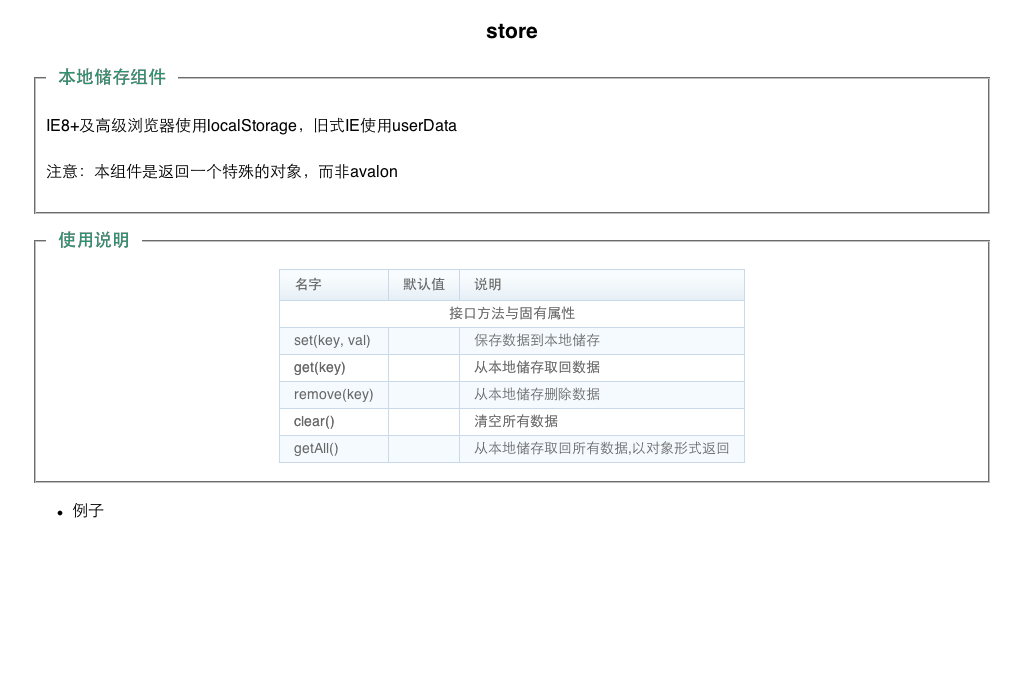 store
本地储存组件
IE8+及高级浏览器使用localStorage，旧式IE使用userData
注意：本组件是返回一个特殊的对象，而非avalon
使用说明
名字 默认值 说明
接口方法与固有属性
set(key, val) 保存数据到本地储存
get(key) 从本地储存取回数据
remove(key) 从本地储存删除数据
clear() 清空所有数据
getAll() 从本地储存取回所有数据,以对象形式返回
• 例子